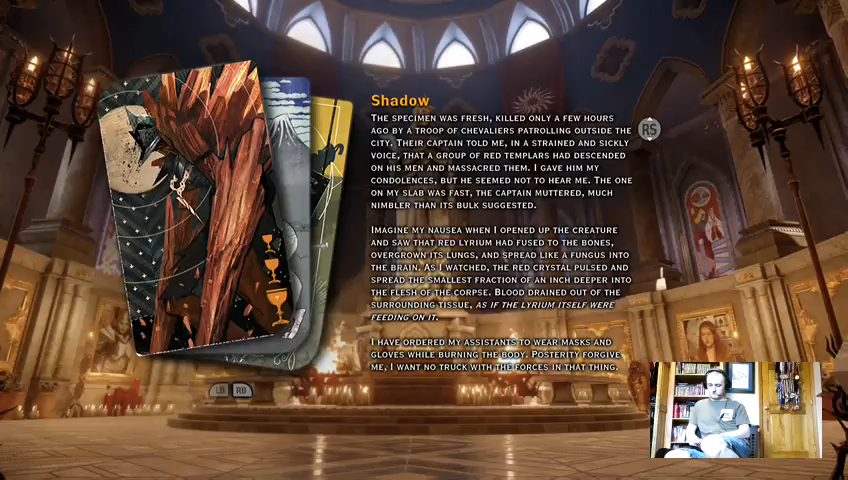 Shadow
THE SPECIMEN WAS FRESH, KILLED ONLY A FEW HOURS
AGO BY A TROOP OF CHEVALIERS PATROLLING OUTSIDE THE
CITY. THEIR CAPTAIN TOLD ME, IN A STRAINED AND SICKLY
VOICE, THAT A GROUP OF RED TEMPLARS HAD DESCENDED
ON HIS MEN AND MASSACRED THEM. I GAVE HIM MY
CONDOLENCES, BUT HE SEEMED NOT TO HEAR ME. THE ONE
ON MY SLAB WAS FAST, THE CAPTAIN MUTTERED, MUCH
NIMBLER THAN ITS BULK SUGGESTED.
IMAGINE MY NAUSEA WHEN I OPENED UP THE CREATURE
AND SAW THAT RED LYRIUM HAD FUSED TO THE BONES,
OVERGROWN ITS LUNGS, AND SPREAD LIKE A FUNGUS INTO
THE BRAIN. AS I WATCHED, THE RED CRYSTAL PULSED AND
SPREAD THE SMALLEST FRACTION OF AN INCH DEEPER INTO
THE FLESH OF THE CORPSE. BLOOD DRAINED OUT OF THE
SURROUNDING TISSUE, AS IF THE LYRIUM ITSELF WERE
FEEDING ON IT.
I HAVE ORDERED MY ASSISTANTS TO WEAR MASKS AND
GLOVES WHILE BURNING THE BODY. POSTERITY FORGIVE
ME, I WANT NO TRUCK WITH THE FORCES IN THAT THING.
RS
LB RB